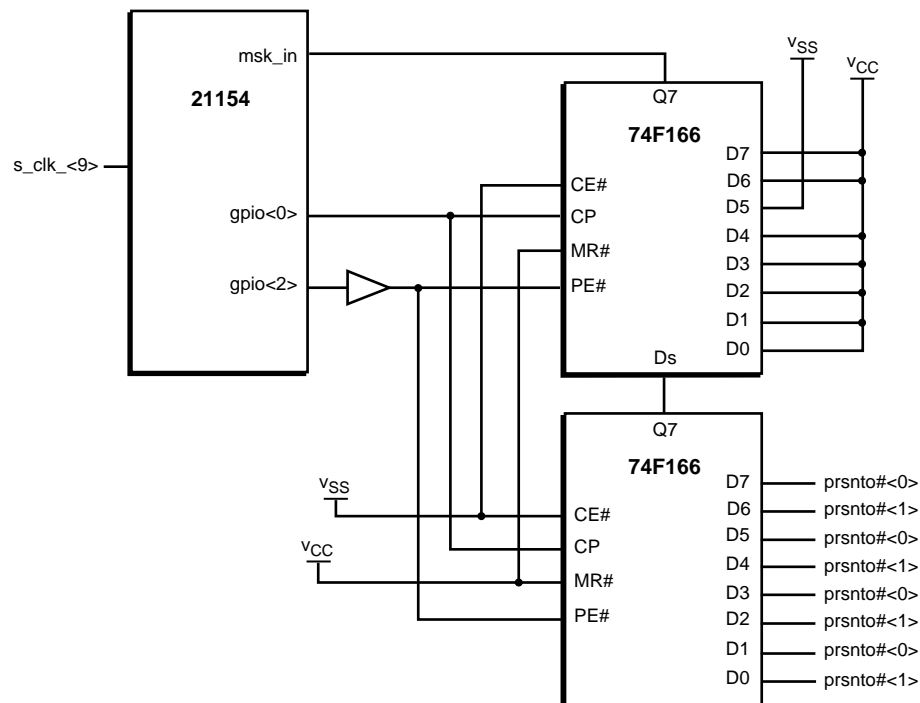 msk_in
21154
s_clk_<9>
gpio<0>
gpio<2>
vSS
vCC
Q7
74F166
D7
D6
D5
D4
D3
D2
D1
D0
CE#
CP
MR#
PE#
Ds
Q7
74F166
vSS
vCC
CE#
CP
MR#
PE#
D7 prsnto#<0>
D6 prsnto#<1>
D5 prsnto#<0>
D4 prsnto#<1>
D3 prsnto#<0>
D2 prsnto#<1>
D1 prsnto#<0>
D0 prsnto#<1>